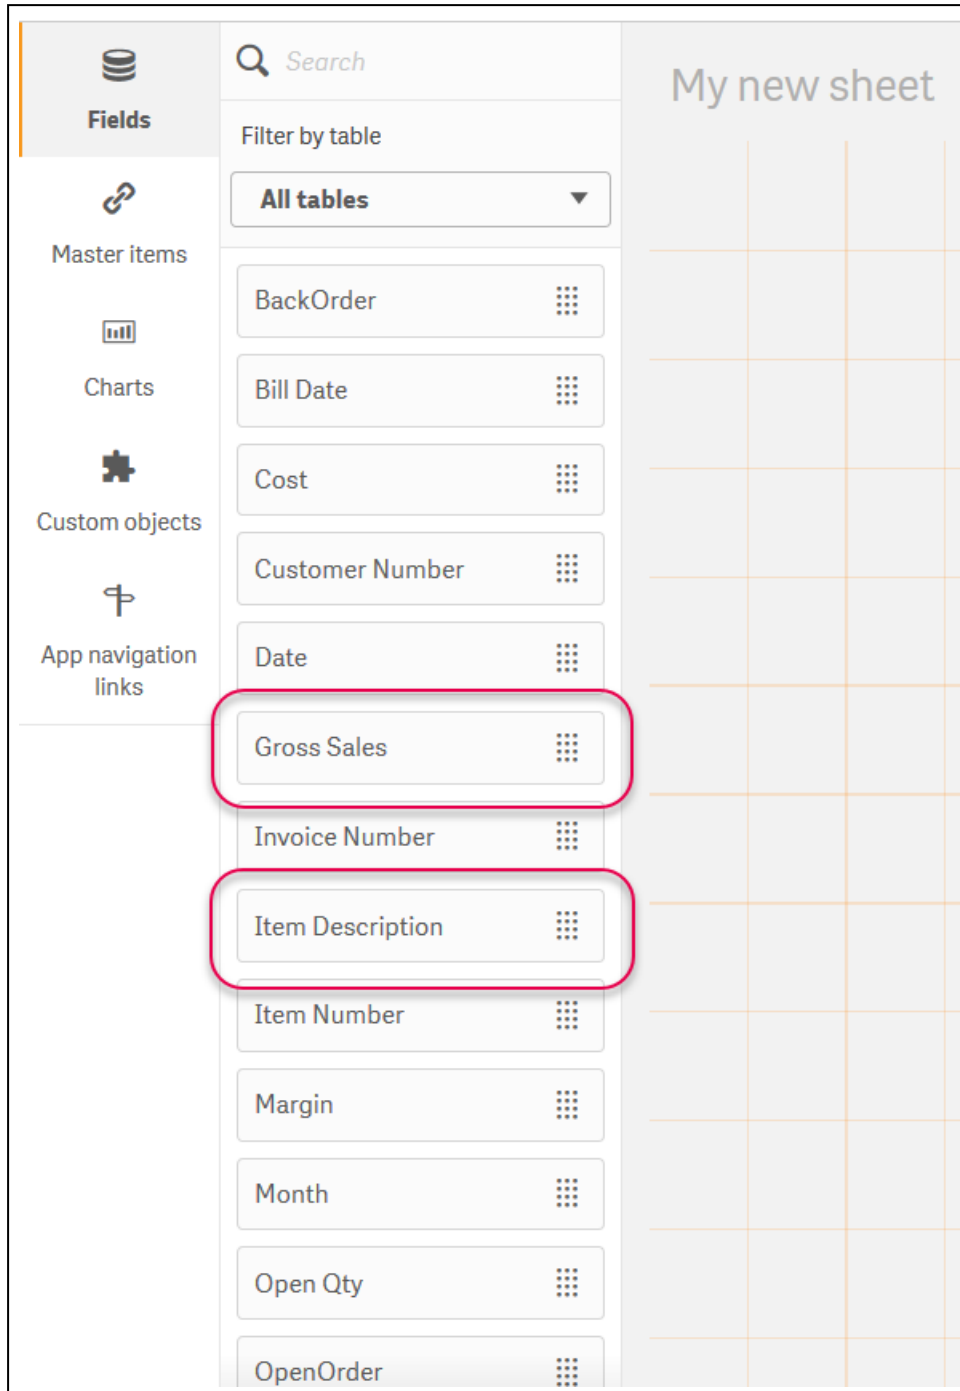 Fields
Master items
Charts
Custom objects
App navigation
links
Search
Filter by table
All tables
BackOrder
Bill Date
Cost
Customer Number
Date
Gross Sales
Invoice Number
Item Description
Item Number
Margin
Month
Open Qty
OpenOrder
My new sheet